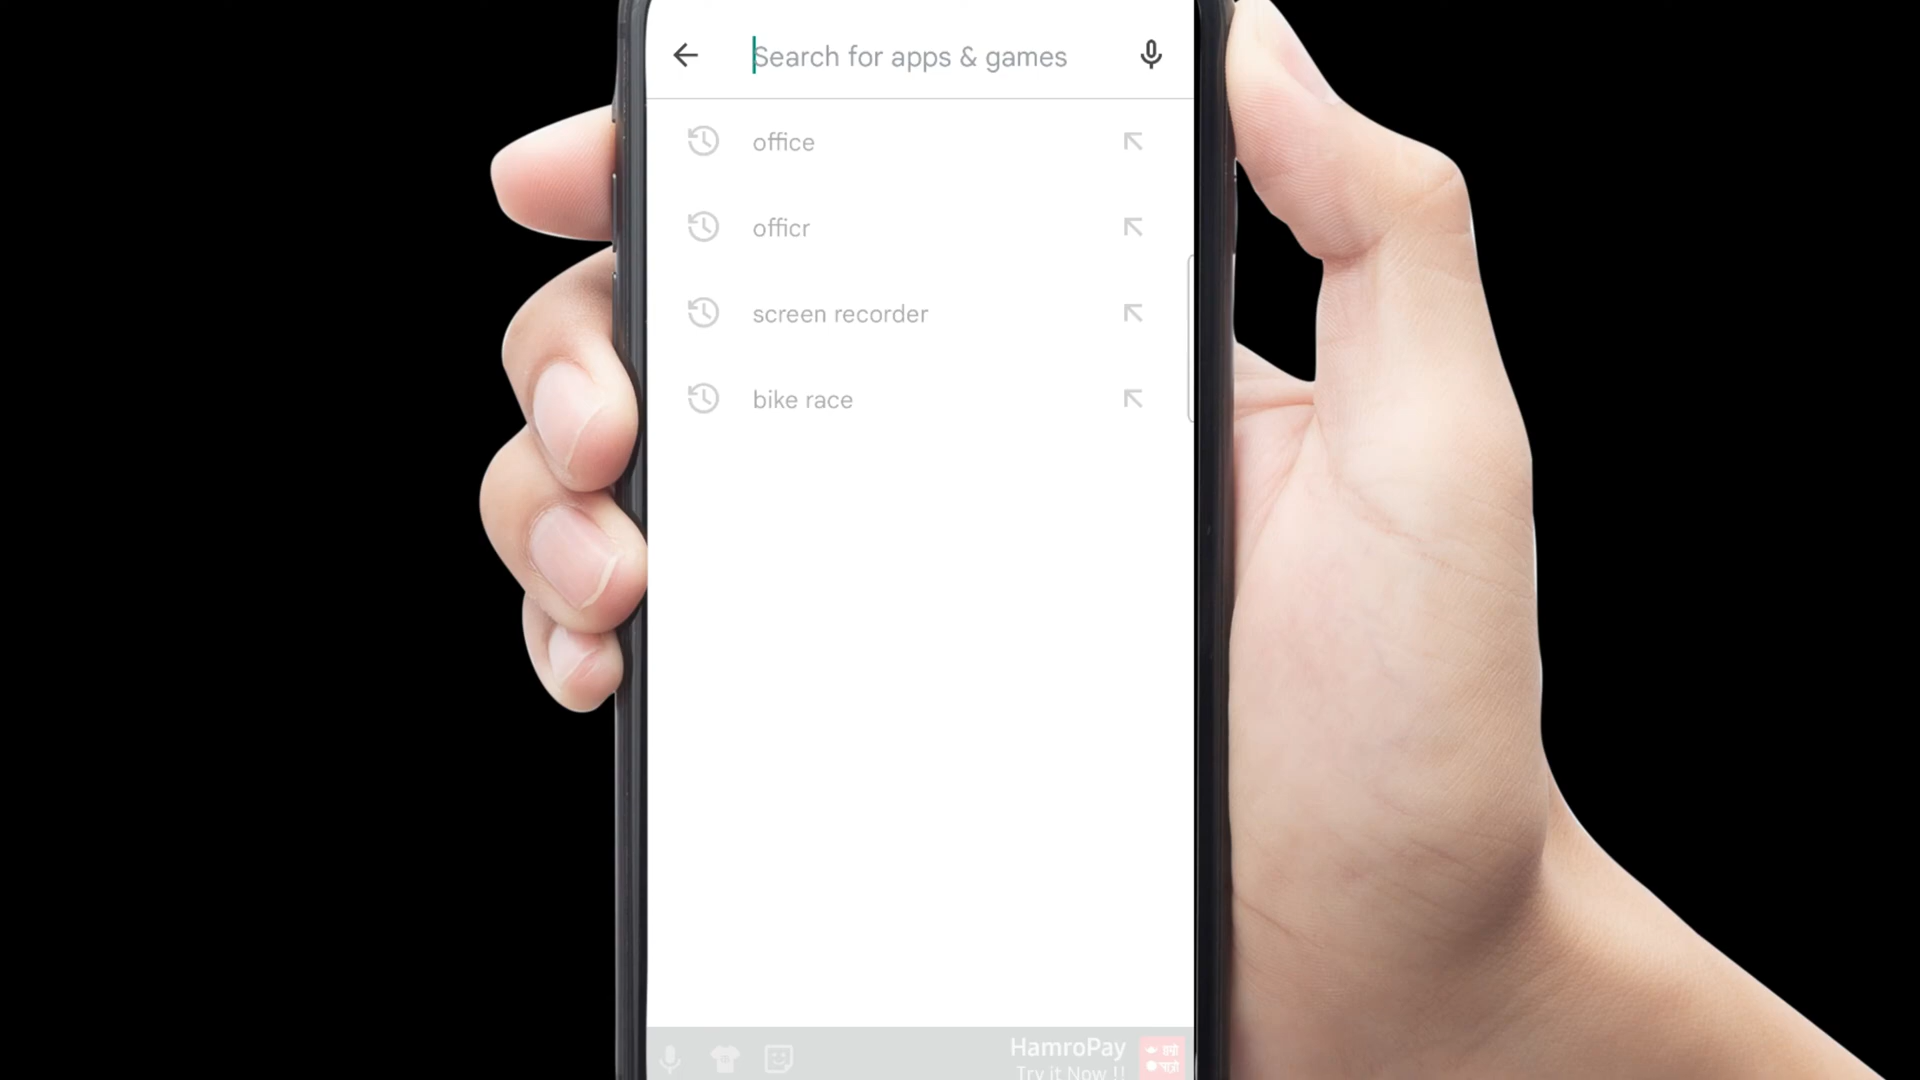 Search for apps & games
office
officr
screen recorder
bike race
HamroPay
Try it Now !!